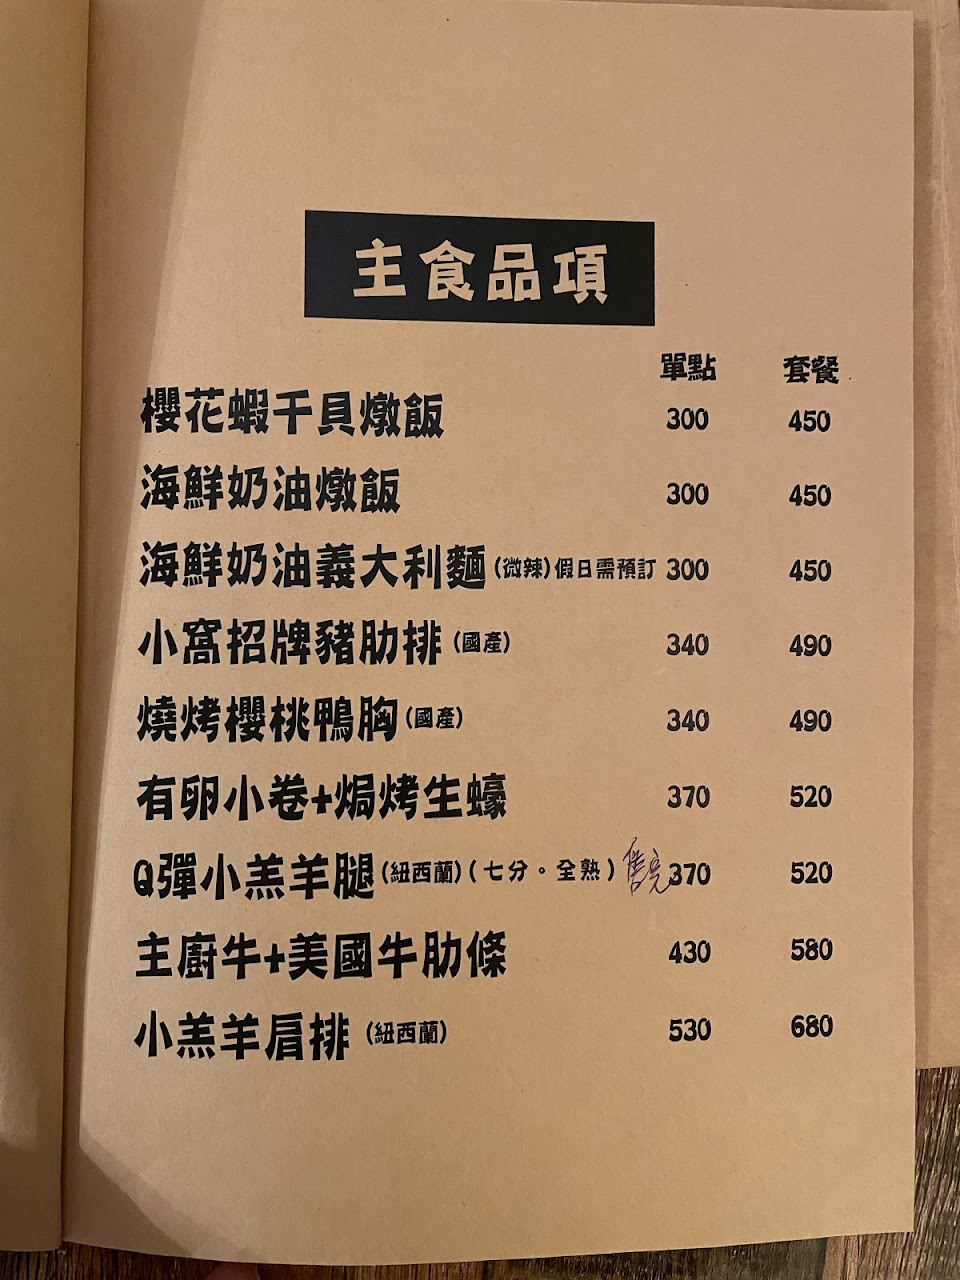 主食品項
單點 套餐
櫻花蝦干貝燉飯 300 450
海鮮奶油燉飯 300 450
海鮮奶油義大利麵(微辣)假日需預訂 300 450
小窩招牌豬肋排(國產) 340 490
燒烤櫻桃鴨胸(國產) 340 490
有卵小卷+焗烤生蠔 370 520
Q彈小羔羊腿(紐西蘭)(七分。全熟) 售完 370 520
主廚牛+美國牛肋條 430 580
小羔羊肩排(紐西蘭) 530 680